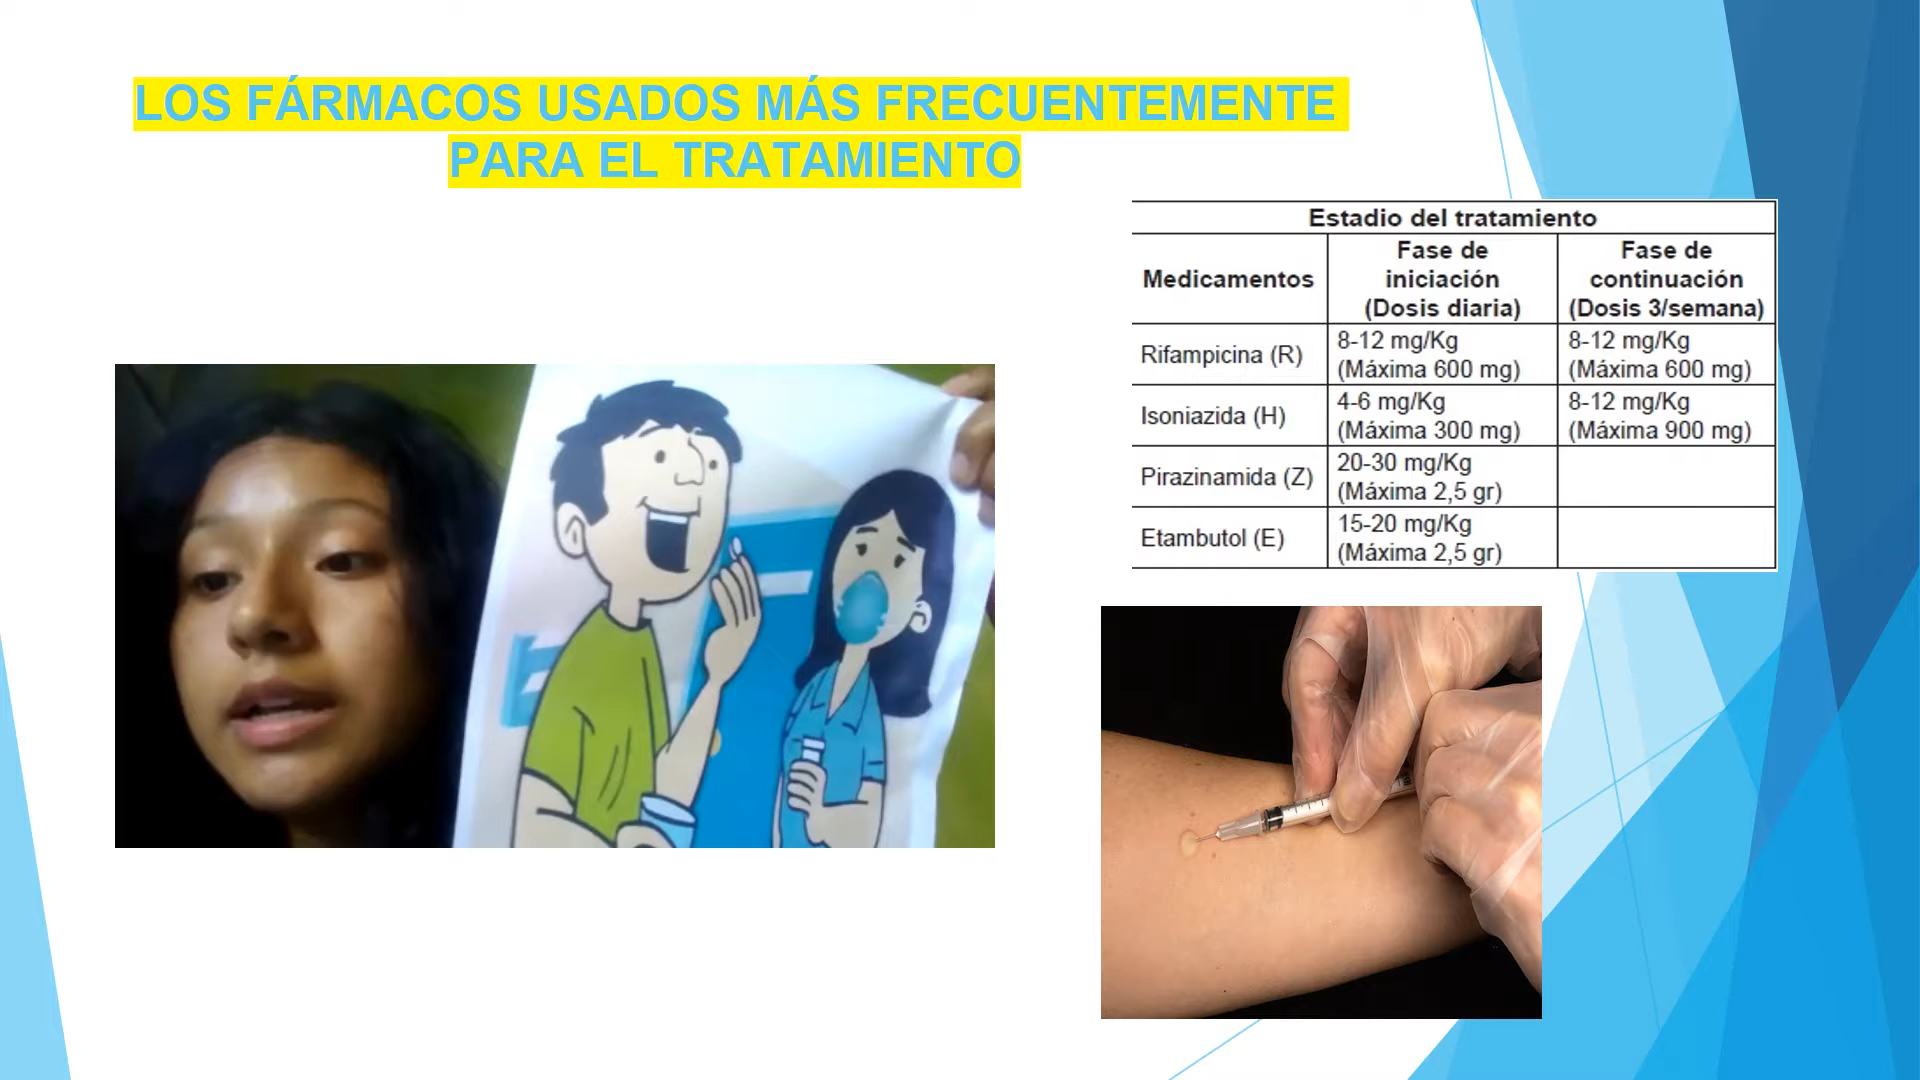 LOS FÁRMACOS USADOS MÁS FRECUENTEMENTE
PARA EL TRATAMIENTO
Estadio del tratamiento
Medicamentos
Fase de
iniciación
(Dosis diaria)
Fase de
continuación
(Dosis 3/semana)
Rifampicina (R)
8-12 mg/Kg
(Máxima 600 mg)
8-12 mg/Kg
(Máxima 600 mg)
Isoniazida (H)
4-6 mg/Kg
(Máxima 300 mg)
8-12 mg/Kg
(Máxima 900 mg)
Pirazinamida (Z)
20-30 mg/Kg
(Máxima 2,5 gr)
Etambutol (E)
15-20 mg/Kg
(Máxima 2,5 gr)